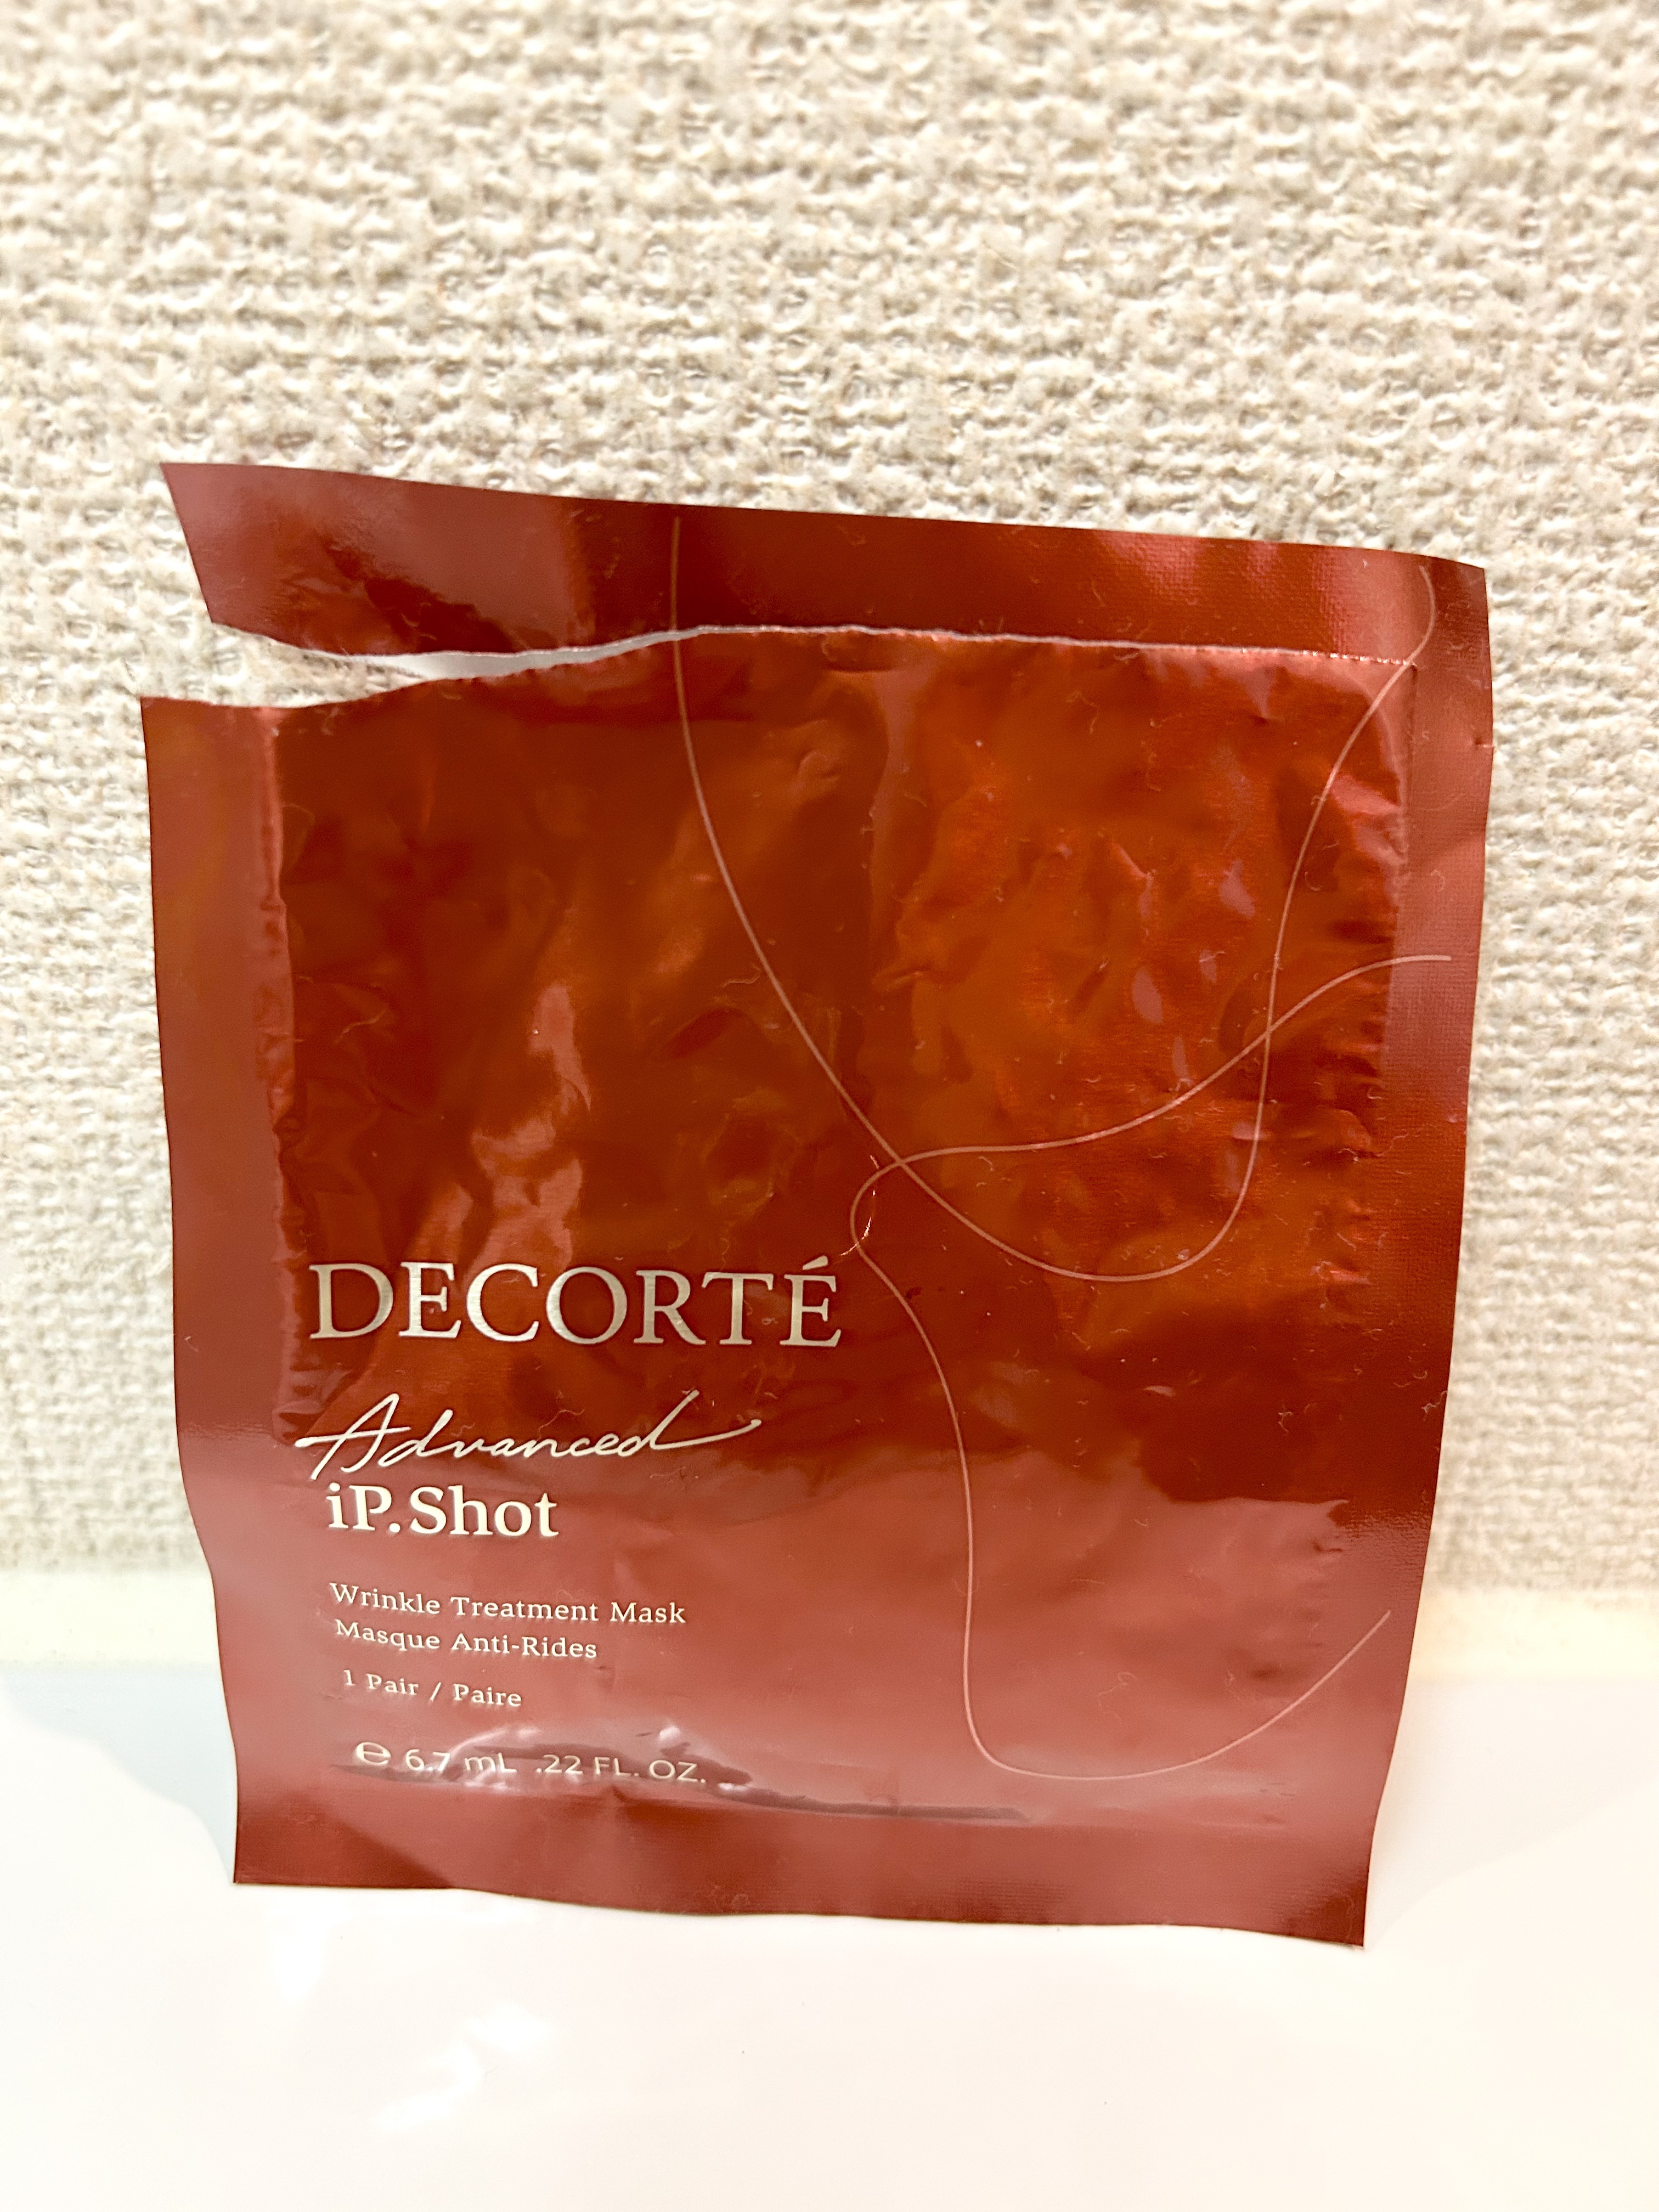 DECORTÉ
Advanced
iP.Shot
Wrinkle Treatment Mask
Masque Anti-Rides
1 Pair / Paire
℮ 6.7 mL .22 FL. OZ.